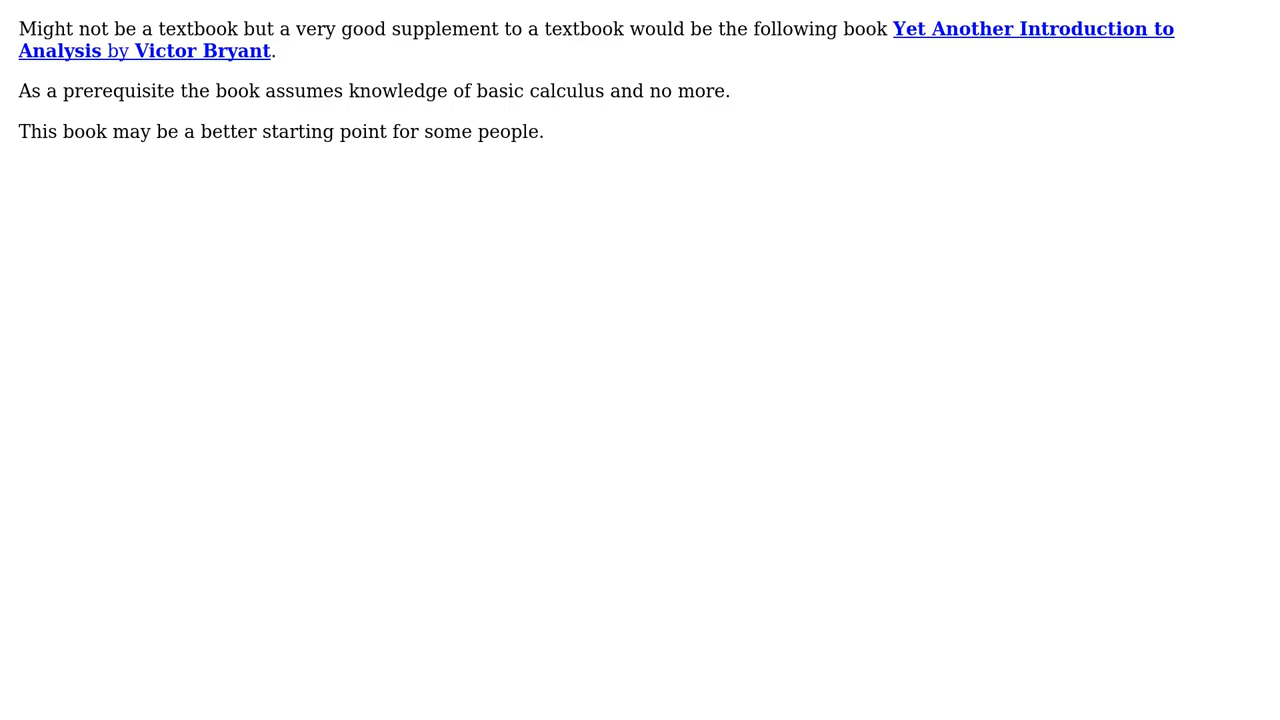 Might not be a textbook but a very good supplement to a textbook would be the following book Yet Another Introduction to
Analysis by Victor Bryant.
As a prerequisite the book assumes knowledge of basic calculus and no more.
This book may be a better starting point for some people.